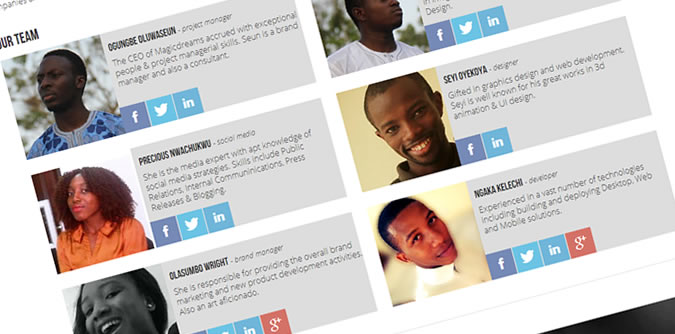 OUR TEAM
OGUNGBE OLUWASEUN - project manager
The CEO of Magicdreams accrued with exceptional
people & project managerial skills. Seun is a brand
manager and also a consultant.
f
in
PRECIOUS NWACHUKWU - social media
She is the media expert with apt knowledge of
social media strategies. Skills include Public
Relations, Internal Communications, Press
Releases & Blogging.
f
in
OLASUMBO WRIGHT - brand manager
She is responsible for providing the overall brand
marketing and new product development activities.
Also an art aficionado.
f
in
g+
Design.
f
in
SEYI OYEKOYA - designer
Gifted in graphics design and web development,
Seyi is well known for his great works in 3d
animation & UI design.
f
in
NGAKA KELECHI - developer
Experienced in a vast number of technologies
including building and deploying Desktop, Web
and Mobile solutions.
f
in
g+